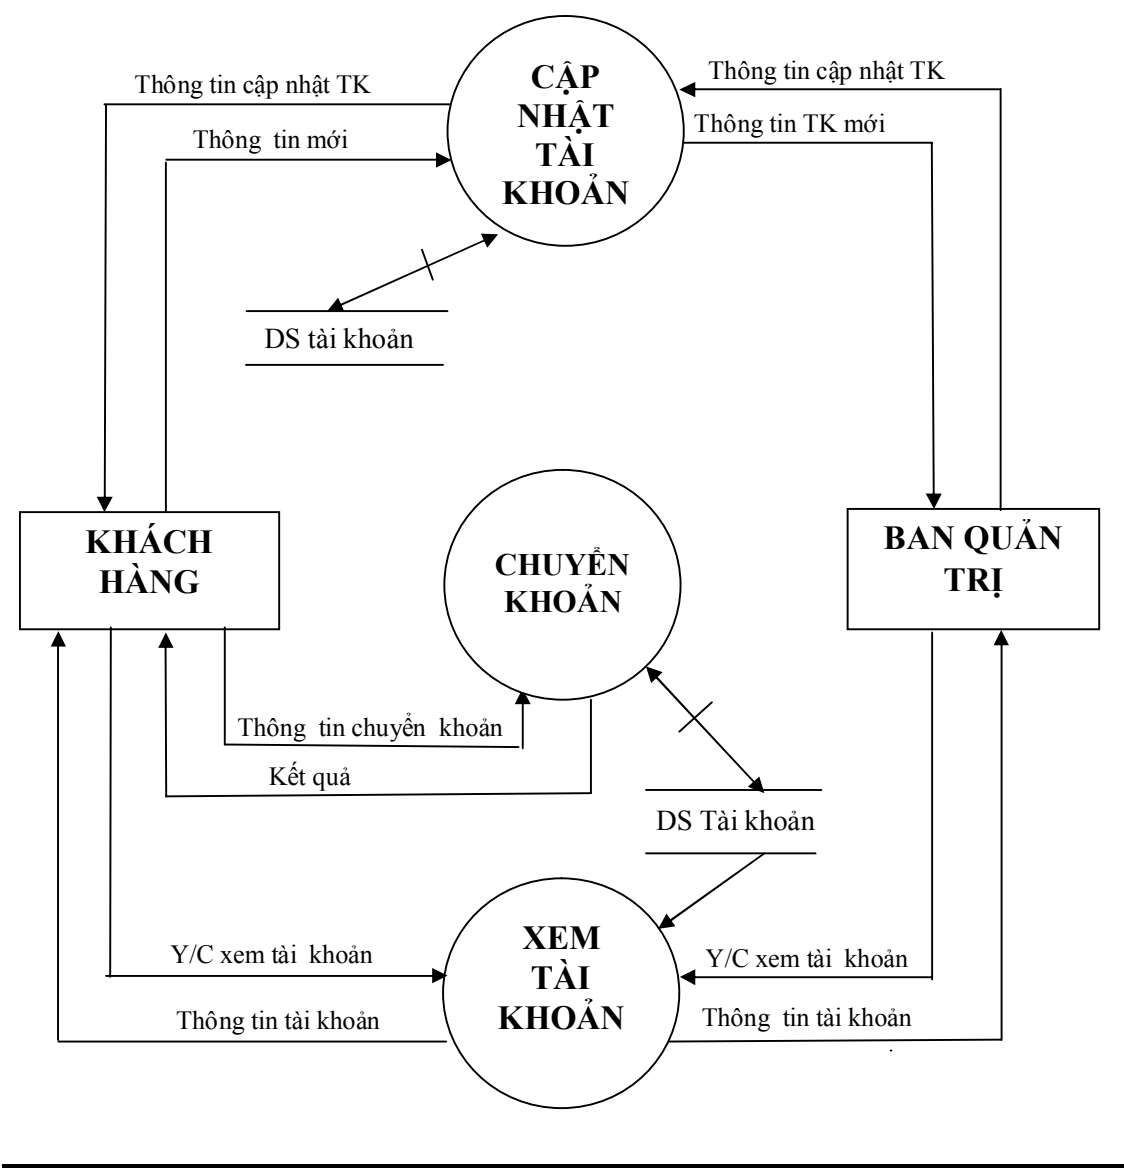 Thông tin cập nhật TK
Thông tin mới
CẬP
NHẬT
TÀI
KHOẢN
Thông tin cập nhật TK
Thông tin TK mới
DS tài khoản
KHÁCH
HÀNG
CHUYỂN
KHOẢN
BAN QUẢN
TRỊ
Thông tin chuyển khoản
Kết quả
DS Tài khoản
XEM
TÀI
KHOẢN
Y/C xem tài khoản
Thông tin tài khoản
Y/C xem tài khoản
Thông tin tài khoản